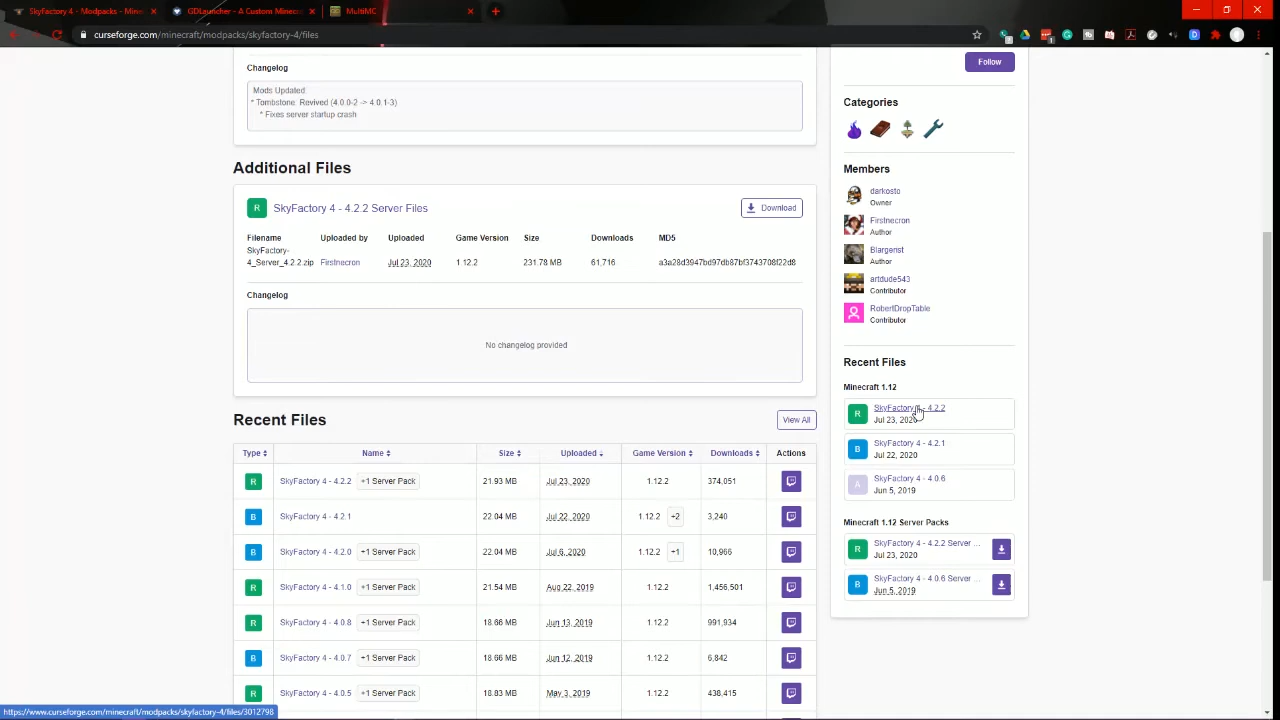 SkyFactory 4 - Modpacks - Mine
GDLauncher - A Custom Minecr
MultiMC
curseforge.com/minecraft/modpacks/skyfactory-4/files
Changelog
Mods Updated
* Tombstone: Revived (4.0.0-2 -> 4.0.1-3)
* Fixes server startup crash
Additional Files
R SkyFactory 4 - 4.2.2 Server Files Download
Filename Uploaded by Uploaded Game Version Size Downloads MD5
SkyFactory-
4_Server_4.2.2.zip Firstnecron Jul 23, 2020 1.12.2 231.78 MB 61,716 a3a28d3947bd97db87bf3743708f22d8
Changelog
No changelog provided
Recent Files View All
Type Name Size Uploaded Game Version Downloads Actions
R SkyFactory 4 - 4.2.2 +1 Server Pack 21.93 MB Jul 23, 2020 1.12.2 374,051
B SkyFactory 4 - 4.2.1 22.04 MB Jul 22, 2020 1.12.2 +2 3,240
B SkyFactory 4 - 4.2.0 +1 Server Pack 22.04 MB Jul 6, 2020 1.12.2 +1 10,966
R SkyFactory 4 - 4.1.0 +1 Server Pack 21.54 MB Aug 22, 2019 1.12.2 1,456,501
R SkyFactory 4 - 4.0.8 +1 Server Pack 18.66 MB Jun 13, 2019 1.12.2 991,934
B SkyFactory 4 - 4.0.7 +1 Server Pack 18.66 MB Jun 12, 2019 1.12.2 6,842
R SkyFactory 4 - 4.0.5 +1 Server Pack 18.83 MB May 3, 2019 1.12.2 438,415
Follow
Categories
Members
darkosto
Owner
Firstnecron
Author
Blargerist
Author
artdude543
Contributor
RobertDropTable
Contributor
Recent Files
Minecraft 1.12
R SkyFactory 4 - 4.2.2
Jul 23, 2020
B SkyFactory 4 - 4.2.1
Jul 22, 2020
A SkyFactory 4 - 4.0.6
Jun 5, 2019
Minecraft 1.12 Server Packs
R SkyFactory 4 - 4.2.2 Server ...
Jul 23, 2020
B SkyFactory 4 - 4.0.6 Server ...
Jun 5, 2019
https://www.curseforge.com/minecraft/modpacks/skyfactory-4/files/3012798